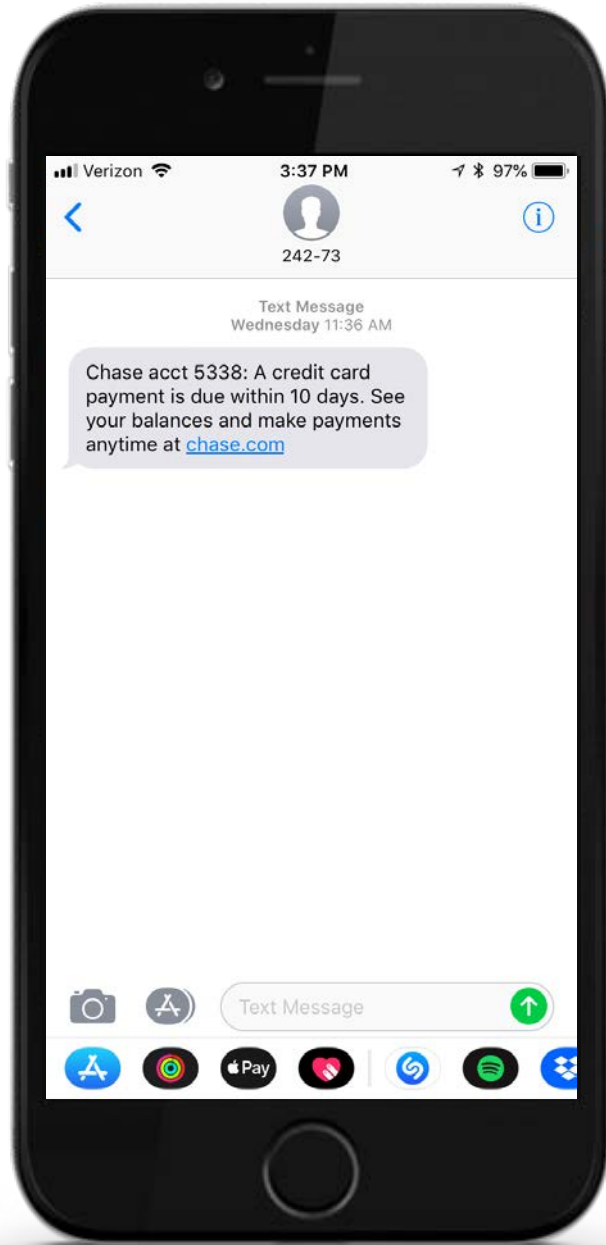 Verizon 3:37 PM 97%
242-73
Text Message
Wednesday 11:36 AM
Chase acct 5338: A credit card
payment is due within 10 days. See
your balances and make payments
anytime at chase.com
Text Message
Pay